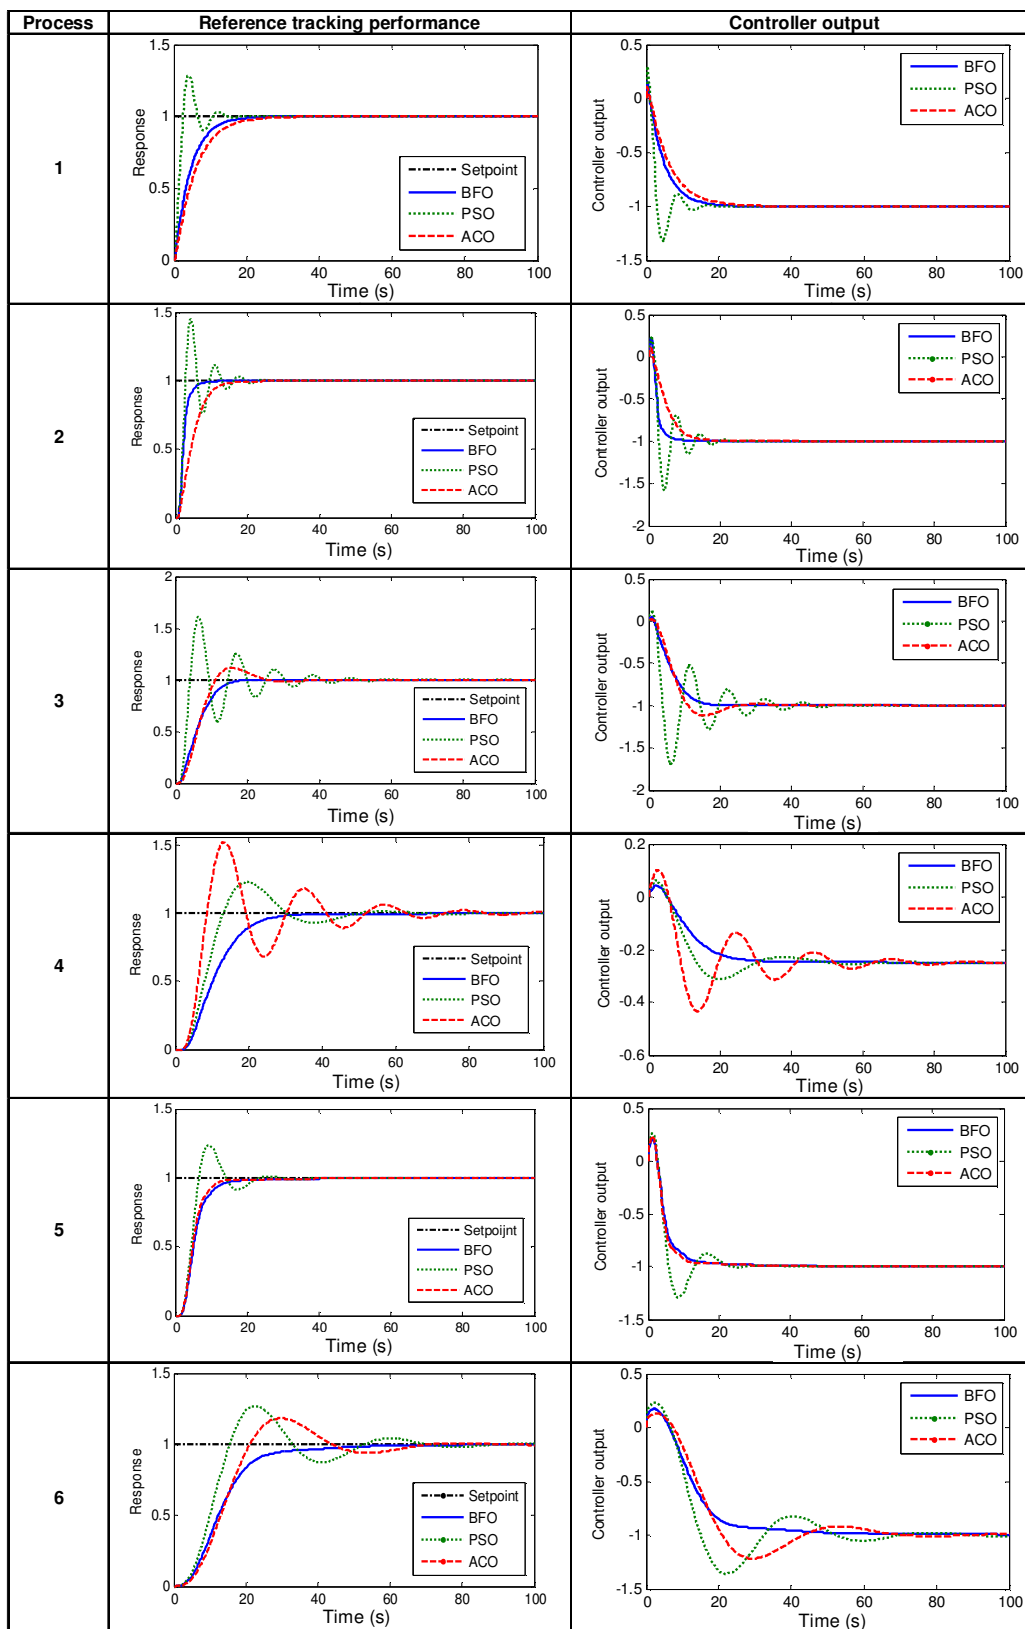 Process Reference tracking performance Controller output
1
1.5
1
0.5
0
0 20 40 60 80 100
Response
Time (s)
Setpoint
BFO
PSO
ACO
0.5
0
-0.5
-1
-1.5
0 20 40 60 80 100
Controller output
Time (s)
BFO
PSO
ACO
2
1.5
1
0.5
0
0 20 40 60 80 100
Response
Time (s)
Setpoint
BFO
PSO
ACO
0.5
0
-0.5
-1
-1.5
-2
0 20 40 60 80 100
Controller output
Time (s)
BFO
PSO
ACO
3
2
1.5
1
0.5
0
0 20 40 60 80 100
Response
Time (s)
Setpoint
BFO
PSO
ACO
0.5
0
-0.5
-1
-1.5
-2
0 20 40 60 80 100
Controller output
Time (s)
BFO
PSO
ACO
4
1.5
1
0.5
0
0 20 40 60 80 100
Response
Time (s)
Setpoint
BFO
PSO
ACO
0.2
0
-0.2
-0.4
-0.6
0 20 40 60 80 100
Controller output
Time (s)
BFO
PSO
ACO
5
1.5
1
0.5
0
0 20 40 60 80 100
Response
Time (s)
Setpoijnt
BFO
PSO
ACO
0.5
0
-0.5
-1
-1.5
0 20 40 60 80 100
Controller output
Time (s)
BFO
PSO
ACO
6
1.5
1
0.5
0
0 20 40 60 80 100
Response
Time (s)
Setpoint
BFO
PSO
ACO
0.5
0
-0.5
-1
-1.5
0 20 40 60 80 100
Controller output
Time (s)
BFO
PSO
ACO